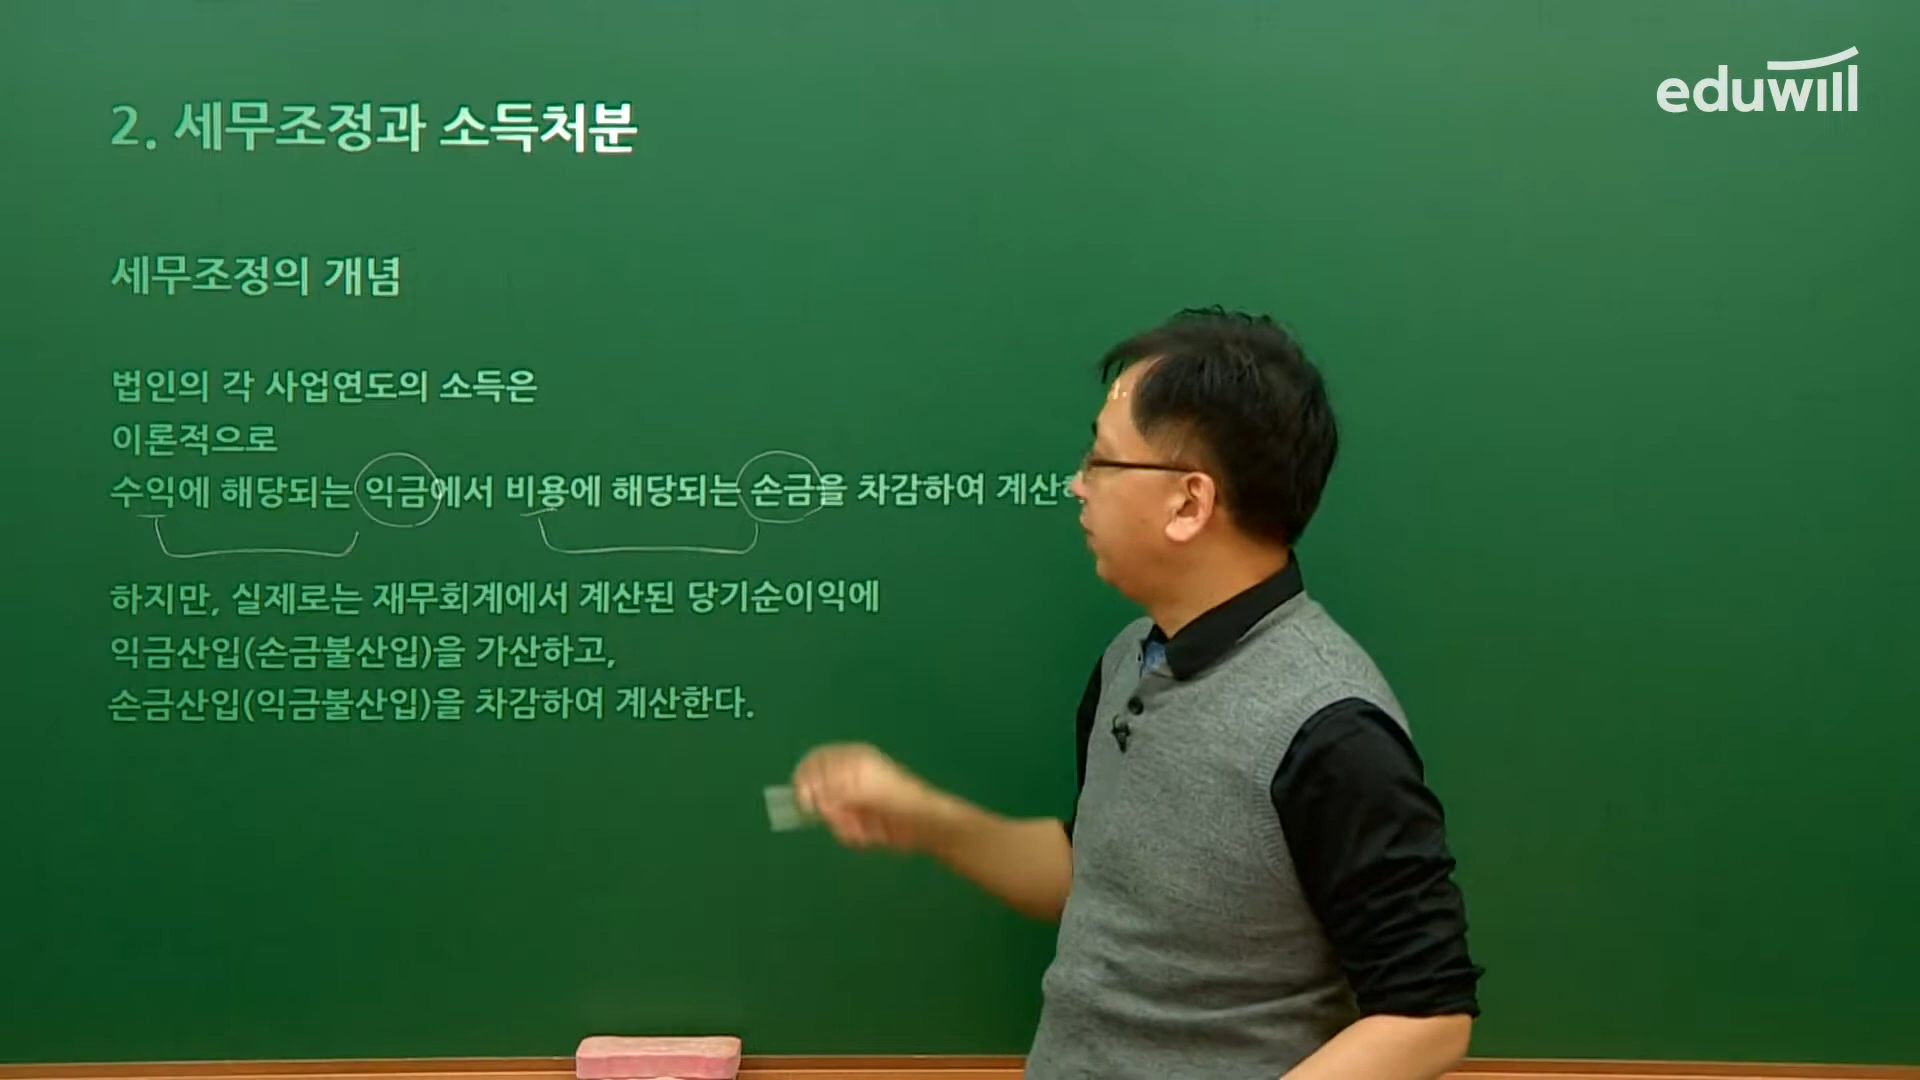 eduwill
2. 세무조정과 소득처분
세무조정의 개념
법인의 각 사업연도의 소득은
이론적으로
수익에 해당되는 익금에서 비용에 해당되는 손금을 차감하여
하지만, 실제로는 재무회계에서 계산된 당기순이익에
익금산입(손금불산입)을 가산하고,
손금산입(익금불산입)을 차감하여 계산한다.